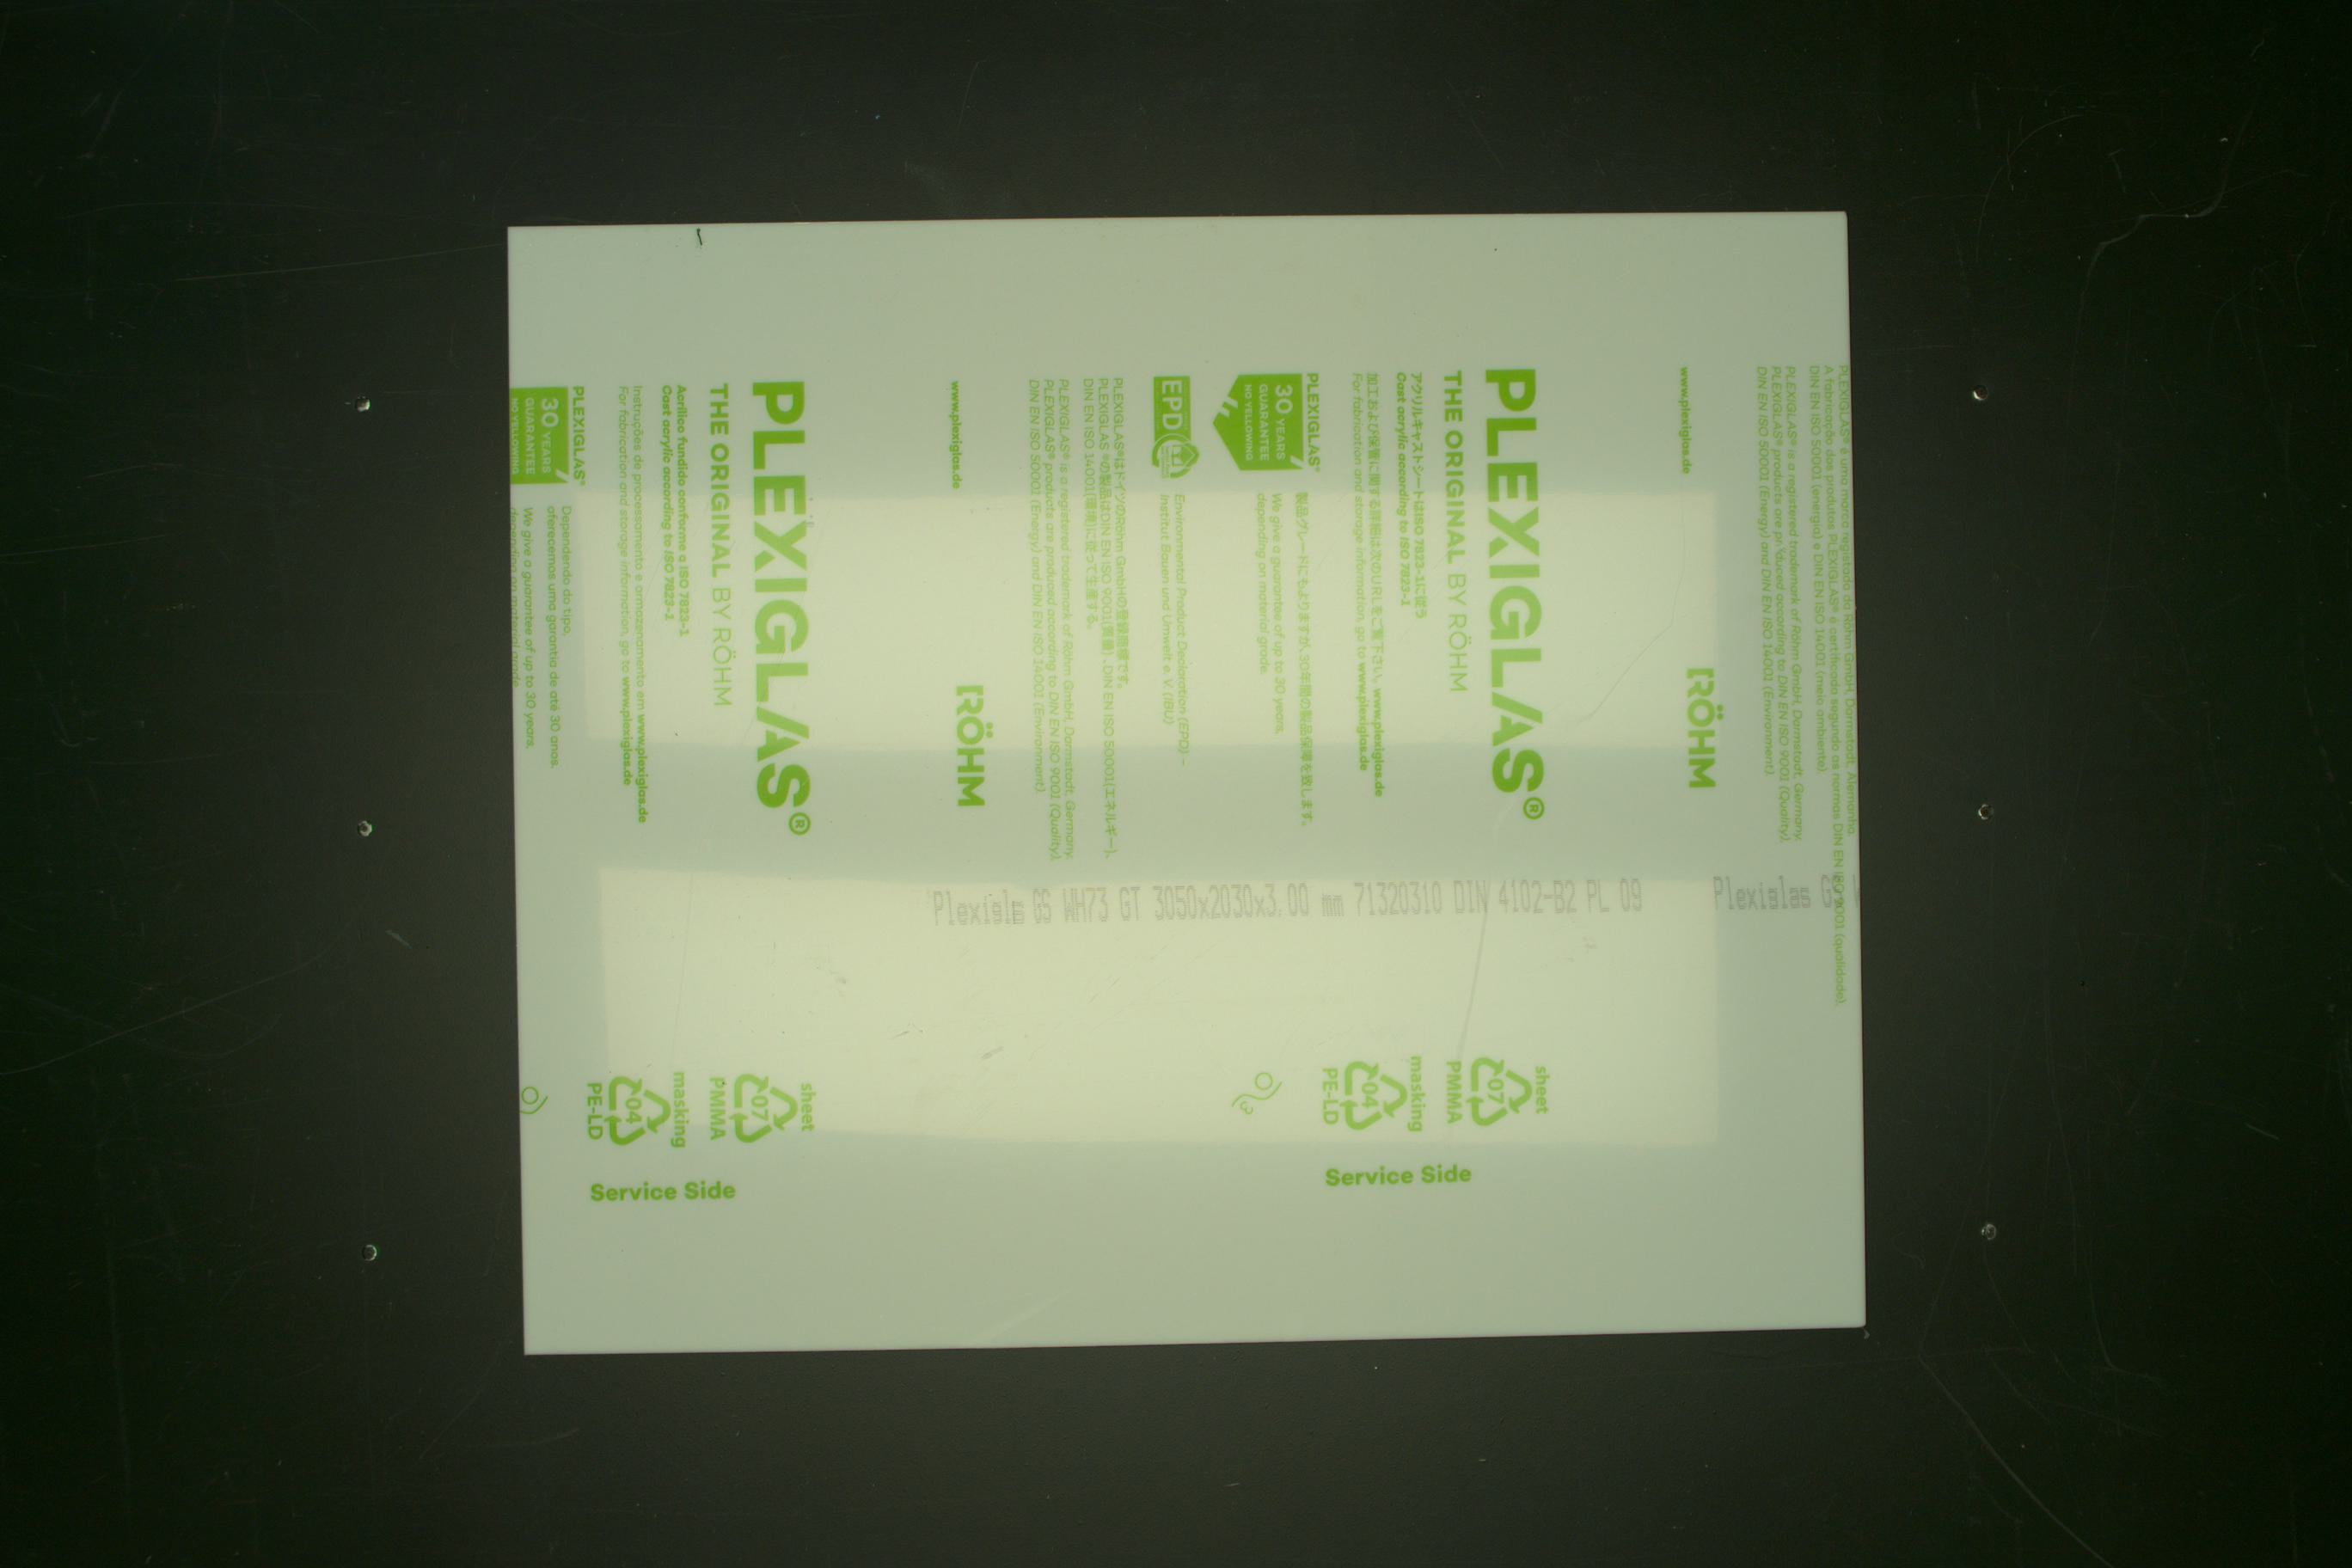 PLEXIGLAS® é uma marca registada da Röhm GmbH, Darmstadt, Alemanha.
A fabricação dos produtos PLEXIGLAS® é certificada segundo as normas DIN EN ISO 9001 (qualidade),
DIN EN ISO 50001 (energia) e DIN EN ISO 14001 (meio ambiente).
PLEXIGLAS® is a registered trademark of Röhm GmbH, Darmstadt, Germany.
PLEXIGLAS® products are produced according to DIN EN ISO 9001 (Quality),
DIN EN ISO 50001 (Energy) and DIN EN ISO 14001 (Environment).
www.plexiglas.de
RÖHM
PLEXIGLAS®
THE ORIGINAL BY RÖHM
アクリルキャストシートはISO 7823-1に従う
Cast acrylic according to ISO 7823-1
加工および保管に関する詳細は次のURLをご覧下さい。www.plexiglas.de
For fabrication and storage information, go to www.plexiglas.de
PLEXIGLAS®
30 YEARS
GUARANTEE
NO YELLOWING
製品グレードにもよりますが、30年間の製品保障を致します。
We give a guarantee of up to 30 years,
depending on material grade.
EPD
Environmental Product Declaration (EPD) –
Institut Bauen und Umwelt e.V. (IBU)
PLEXIGLAS®はドイツのRöhm GmbHの登録商標です。
PLEXIGLAS®の製品はDIN EN ISO 9001(質量)、DIN EN ISO 50001(エネルギー)、
DIN EN ISO 14001(環境)に従って生産する。
PLEXIGLAS® is a registered trademark of Röhm GmbH, Darmstadt, Germany.
PLEXIGLAS® products are produced according to DIN EN ISO 9001 (Quality),
DIN EN ISO 50001 (Energy) and DIN EN ISO 14001 (Environment).
www.plexiglas.de
RÖHM
PLEXIGLAS®
THE ORIGINAL BY RÖHM
Acrílico fundido conforme a ISO 7823-1
Cast acrylic according to ISO 7823-1
Instruções de processamento e armazenamento em www.plexiglas.de
For fabrication and storage information, go to www.plexiglas.de
PLEXIGLAS®
30 YEARS
GUARANTEE
NO YELLOWING
Dependendo do tipo,
oferecemos uma garantia de até 30 anos.
We give a guarantee of up to 30 years,
depending on material grade.
Plexigls GS WH73 GT 3050x2030x3.00 mm 71320310 DIN 4102-B2 PL 09
Plexiglas GS
sheet
07
PMMA
masking
04
PE-LD
Service Side
sheet
07
PMMA
masking
04
PE-LD
Service Side